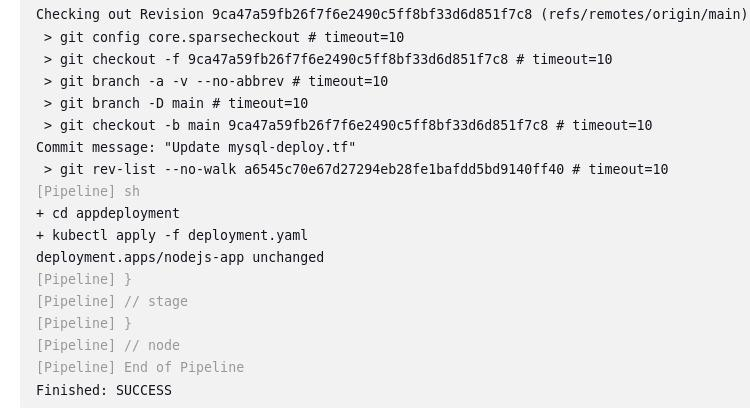 Checking out Revision 9ca47a59fb26f7f6e2490c5ff8bf33d6d851f7c8 (refs/remotes/origin/main)
> git config core.sparsecheckout # timeout=10
> git checkout -f 9ca47a59fb26f7f6e2490c5ff8bf33d6d851f7c8 # timeout=10
> git branch -a -v --no-abbrev # timeout=10
> git branch -D main # timeout=10
> git checkout -b main 9ca47a59fb26f7f6e2490c5ff8bf33d6d851f7c8 # timeout=10
Commit message: "Update mysql-deploy.tf"
> git rev-list --no-walk a6545c70e67d27294eb28fe1bafdd5bd9140ff40 # timeout=10
[Pipeline] sh
+ cd appdeployment
+ kubectl apply -f deployment.yaml
deployment.apps/nodejs-app unchanged
[Pipeline] }
[Pipeline] // stage
[Pipeline] }
[Pipeline] // node
[Pipeline] End of Pipeline
Finished: SUCCESS